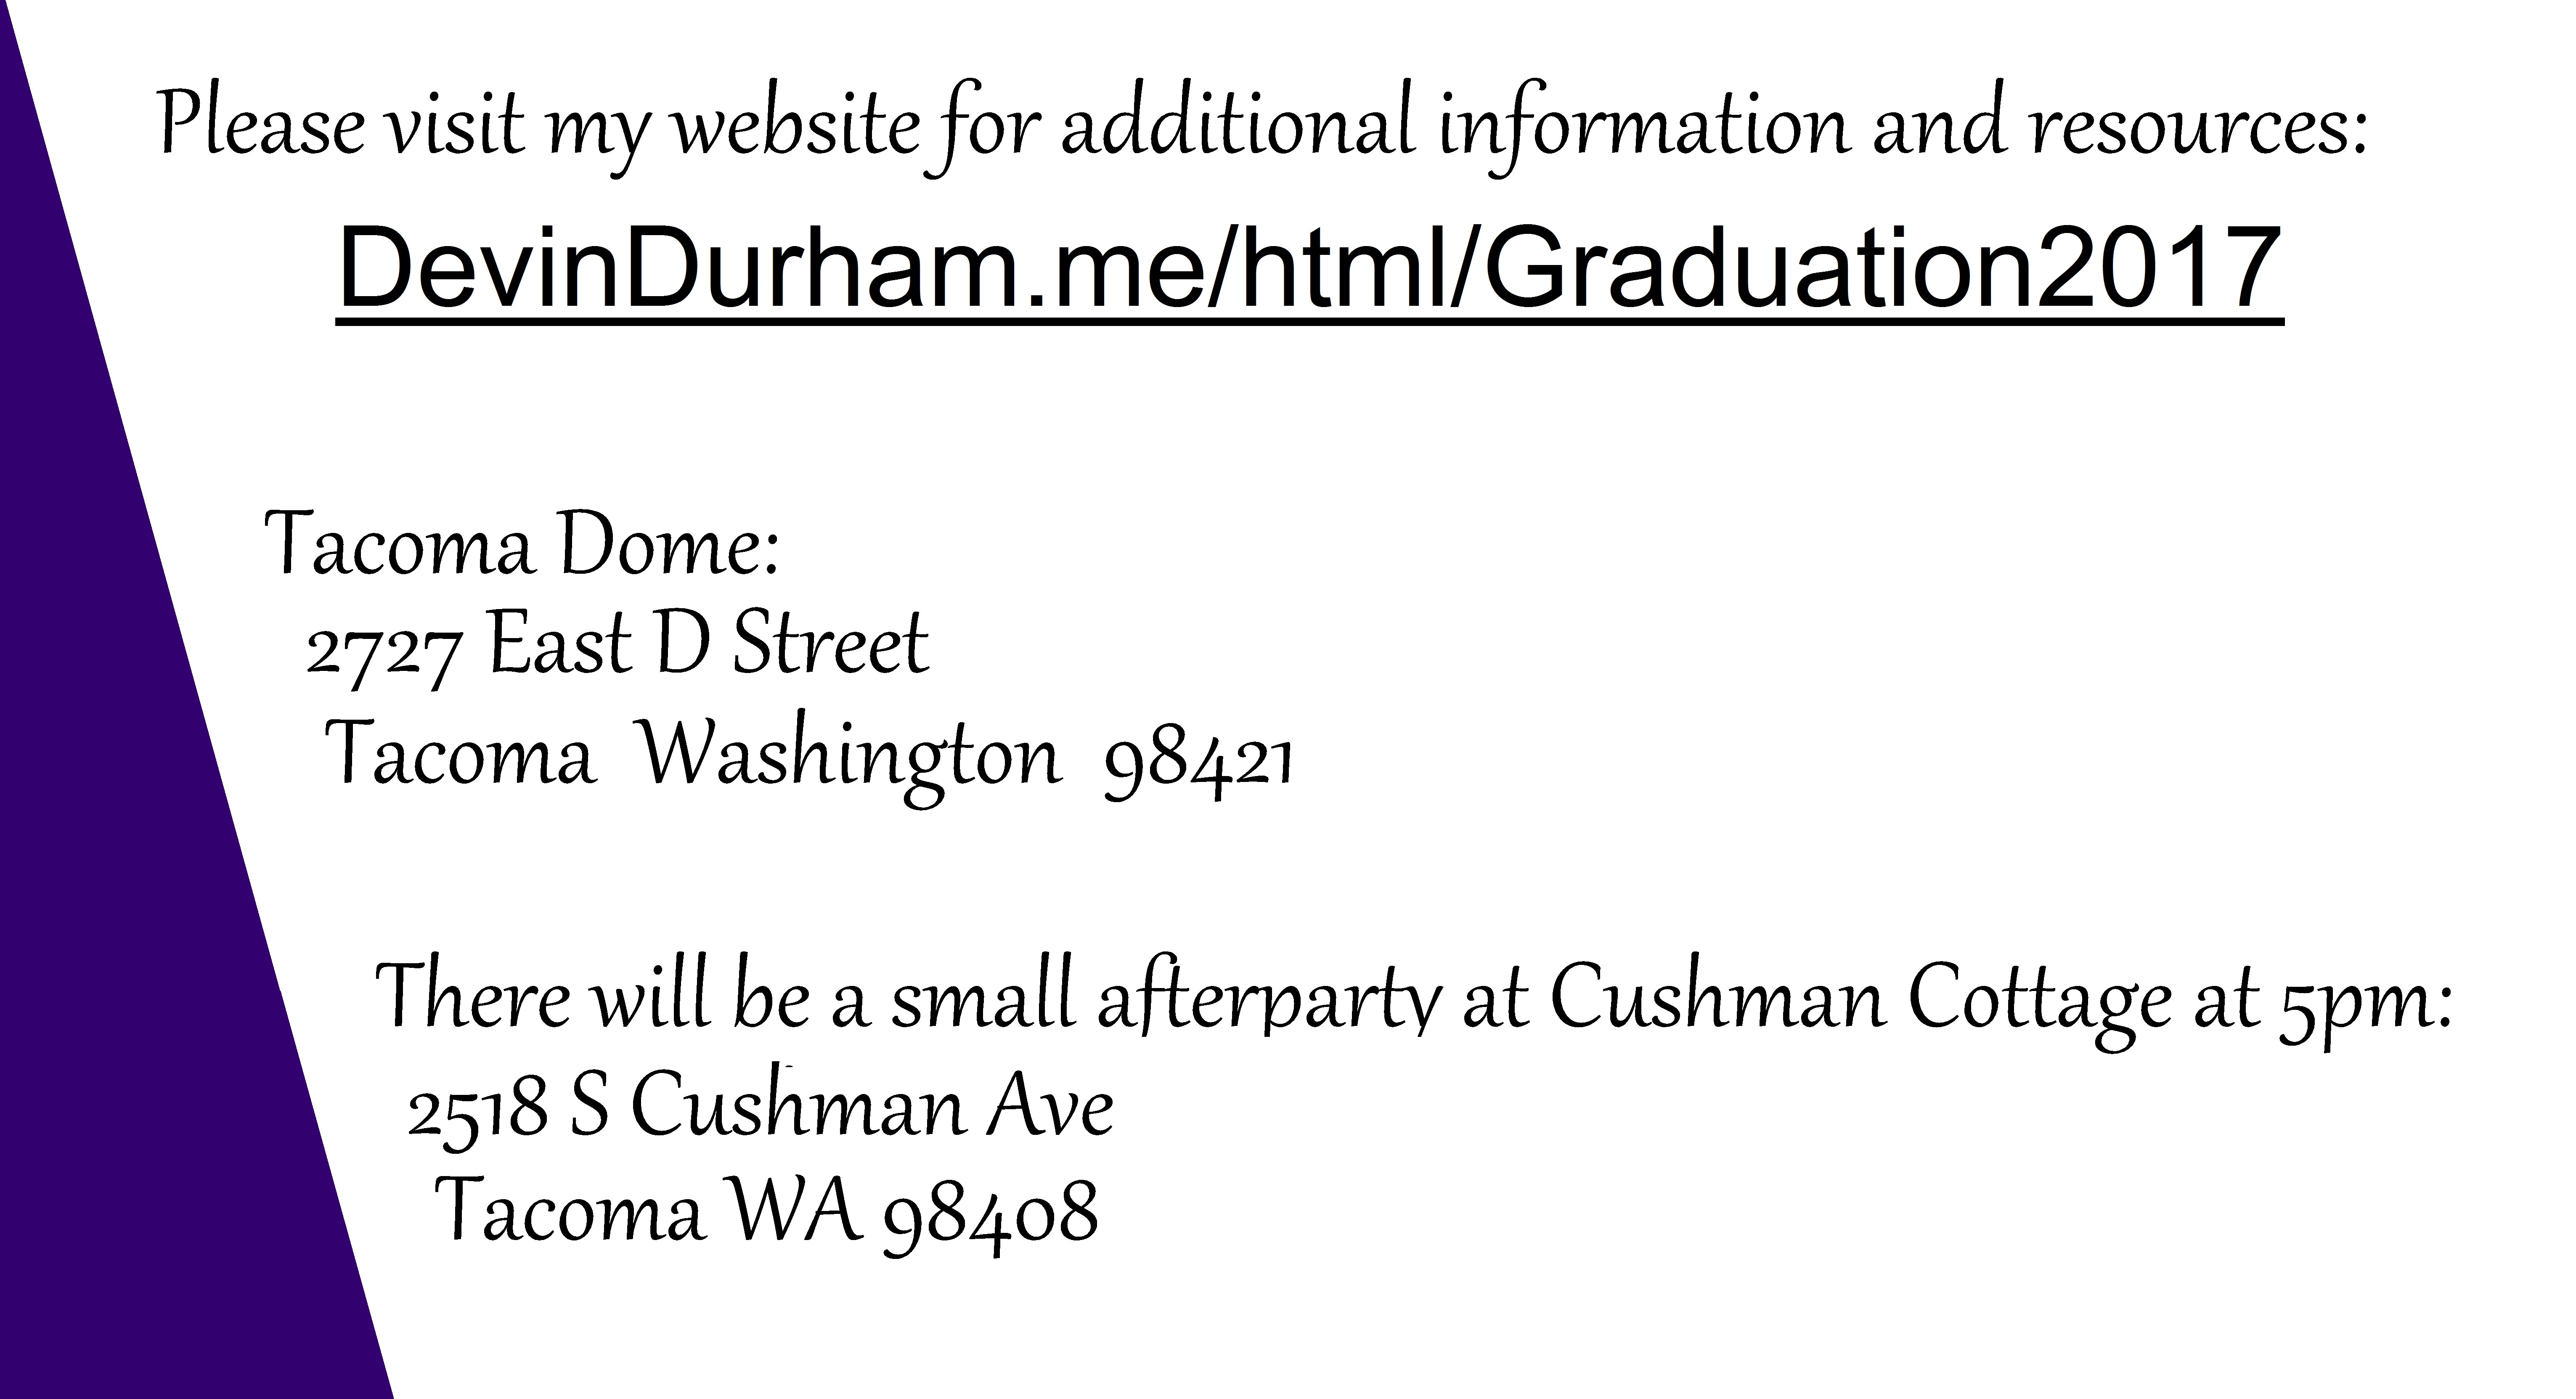 Please visit my website for additional information and resources:
DevinDurham.me/html/Graduation2017
Tacoma Dome:
2727 East D Street
Tacoma Washington 98421
There will be a small afterparty at Cushman Cottage at 5pm:
2518 S Cushman Ave
Tacoma WA 98408